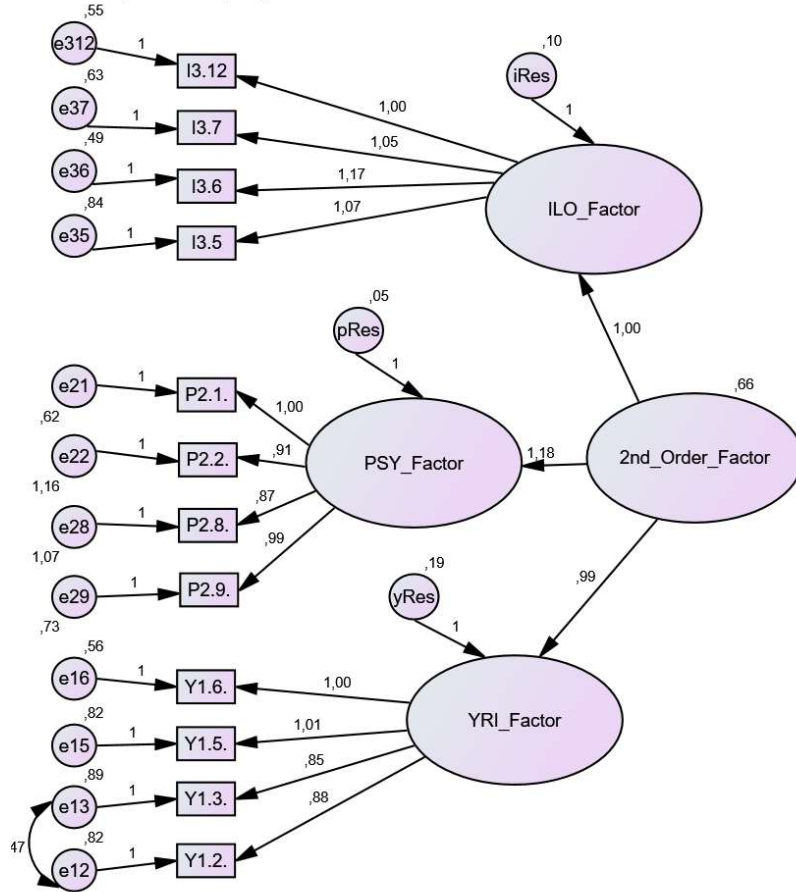 ,55
e312
1
I3.12
,63
e37
1
I3.7
,49
e36
1
I3.6
,84
e35
1
I3.5
1,00
1,05
1,17
1,07
,10
iRes
1
ILO_Factor
1,00
,05
pRes
1
PSY_Factor
1,18
,66
2nd_Order_Factor
e21
1
P2.1.
,62
e22
1
P2.2.
1,16
e28
1
P2.8.
1,07
e29
1
P2.9.
,73
1,00
,91
,87
,99
,19
yRes
1
YRI_Factor
,99
,56
e16
1
Y1.6.
,82
e15
1
Y1.5.
,89
e13
1
Y1.3.
,82
e12
1
Y1.2.
47
1,00
1,01
,85
,88